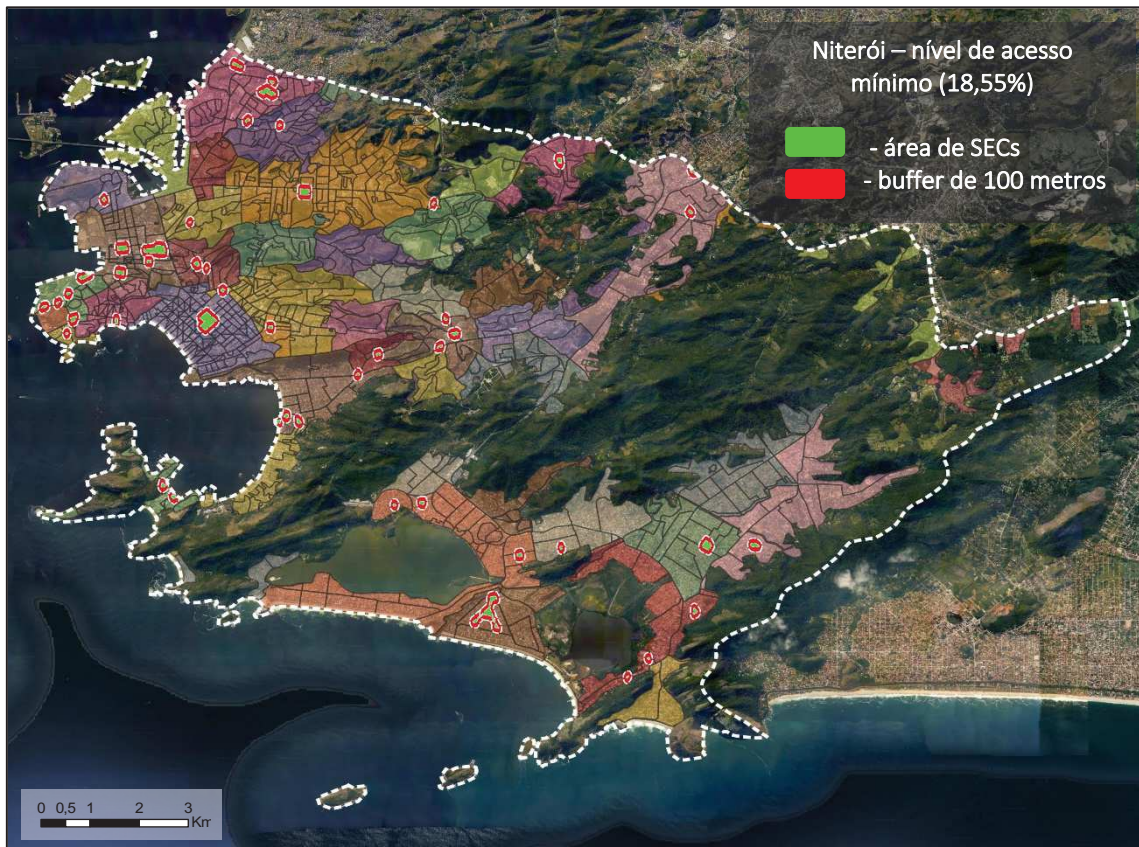 Niterói – nível de acesso
mínimo (18,55%)
- área de SECs
- buffer de 100 metros
0 0,5 1 2 3
Km